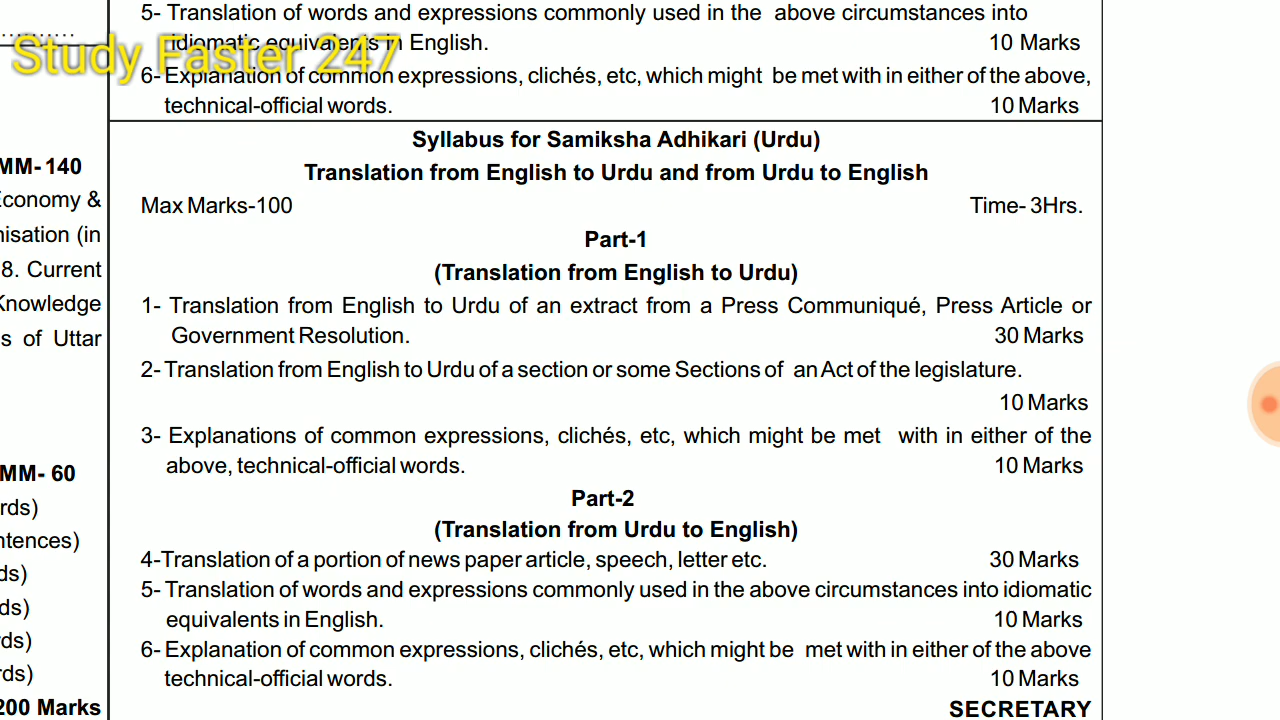 5- Translation of words and expressions commonly used in the above circumstances into
idiomatic equivalents in English. 10 Marks
Study Faster 247
6- Explanation of common expressions, clichés, etc, which might be met with in either of the above,
technical-official words. 10 Marks
Syllabus for Samiksha Adhikari (Urdu)
Translation from English to Urdu and from Urdu to English
Max Marks-100 Time- 3Hrs.
Part-1
(Translation from English to Urdu)
1- Translation from English to Urdu of an extract from a Press Communiqué, Press Article or
Government Resolution. 30 Marks
2- Translation from English to Urdu of a section or some Sections of an Act of the legislature.
10 Marks
3- Explanations of common expressions, clichés, etc, which might be met with in either of the
above, technical-official words. 10 Marks
Part-2
(Translation from Urdu to English)
4-Translation of a portion of news paper article, speech, letter etc. 30 Marks
5- Translation of words and expressions commonly used in the above circumstances into idiomatic
equivalents in English. 10 Marks
6- Explanation of common expressions, clichés, etc, which might be met with in either of the above
technical-official words. 10 Marks
SECRETARY
..........
MM- 140
Economy &
nisation (in
8. Current
Knowledge
s of Uttar
MM- 60
rds)
ntences)
ds)
ds)
rds)
rds)
200 Marks